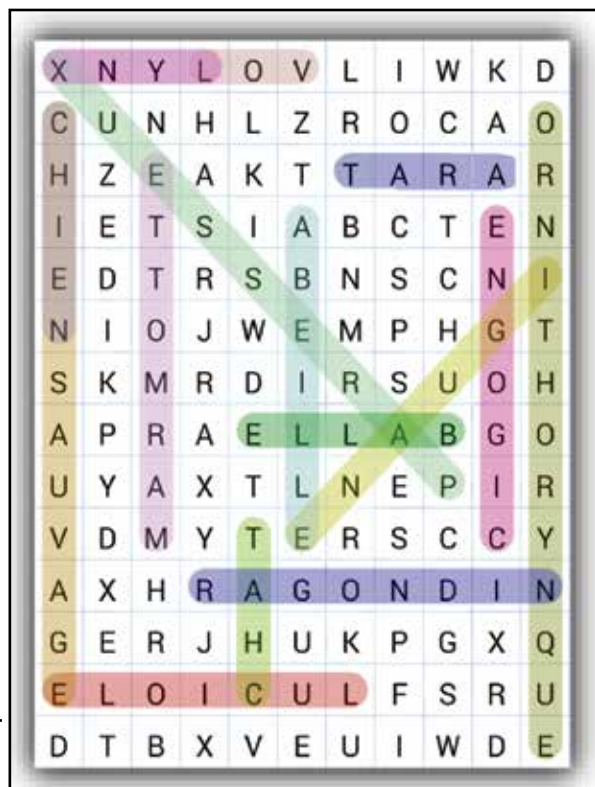 X N Y L O V L I W K D
C U N H L Z R O C A O
H Z E A K T T A R A R
I E T S I A B C T E N
E D T R S B N S C N I
N I O J W E M P H G T
S K M R D I R S U O H
A P R A E L L A B G O
U Y A X T L N E P I R
V D M Y T E R S C C Y
A X H R A G O N D I N
G E R J H U K P G X Q
E L O I C U L F S R U
D T B X V E U I W D E